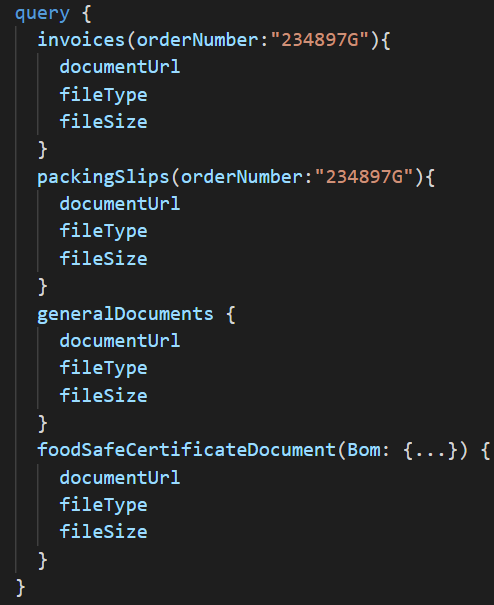 query {
  invoices(orderNumber:"234897G"){
    documentUrl
    fileType
    fileSize
  }
  packingSlips(orderNumber:"234897G"){
    documentUrl
    fileType
    fileSize
  }
  generalDocuments {
    documentUrl
    fileType
    fileSize
  }
  foodSafeCertificateDocument(Bom: {...}) {
    documentUrl
    fileType
    fileSize
  }
}